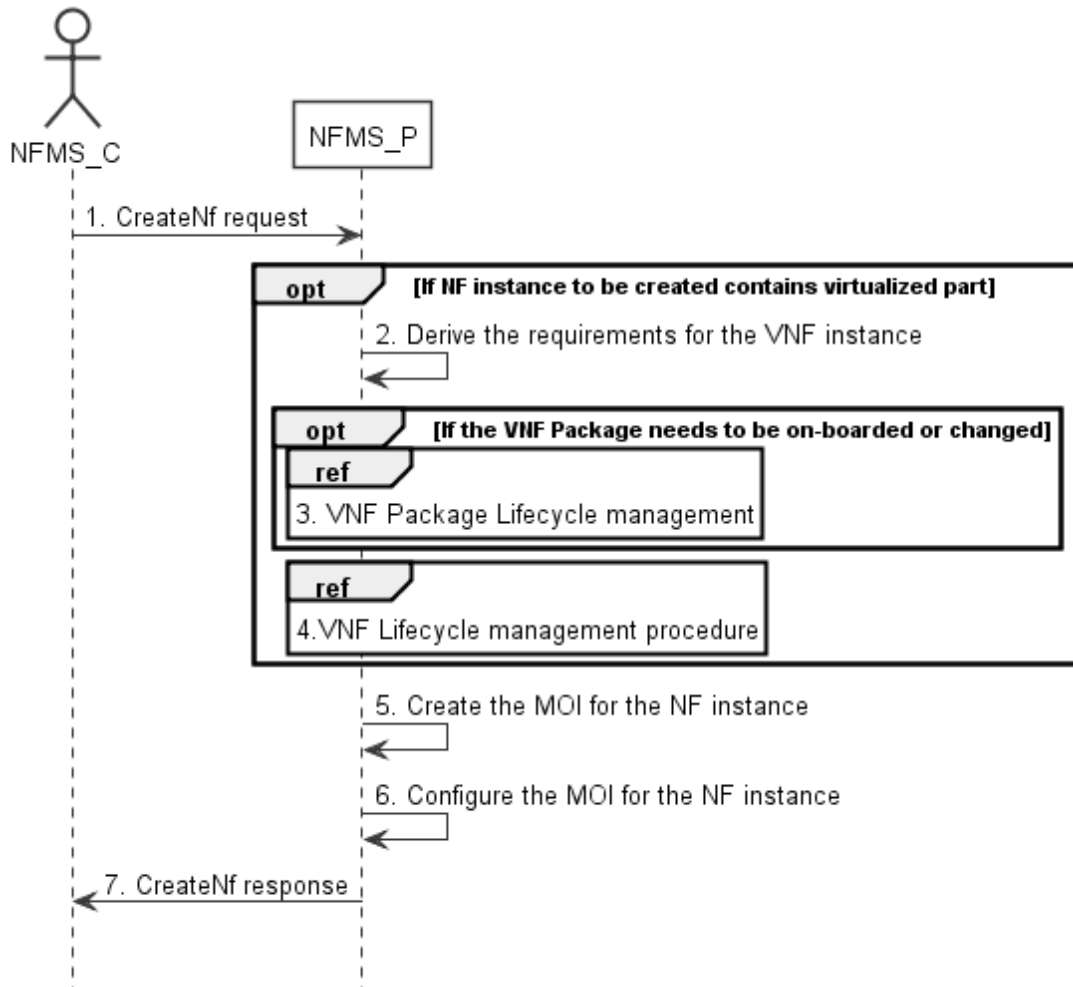 NFMS_C
NFMS_P
1. CreateNf request
opt [If NF instance to be created contains virtualized part]
2. Derive the requirements for the VNF instance
opt [If the VNF Package needs to be on-boarded or changed]
ref
3. VNF Package Lifecycle management
ref
4.VNF Lifecycle management procedure
5. Create the MOI for the NF instance
6. Configure the MOI for the NF instance
7. CreateNf response